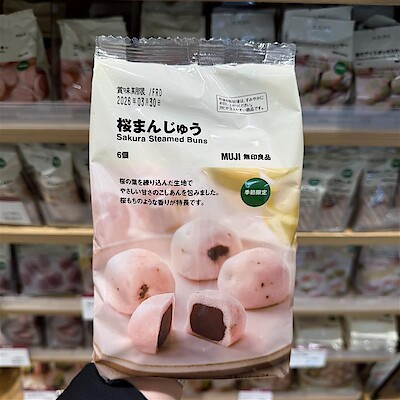 賞味期限 /FRO
2026年03月30日
桜まんじゅう
Sakura Steamed Buns
6個
MUJI 無印良品
桜の葉を練り込んだ生地で
やさしい甘さのこしあんを包みました。
桜もちのような香りが特長です。
季節限定